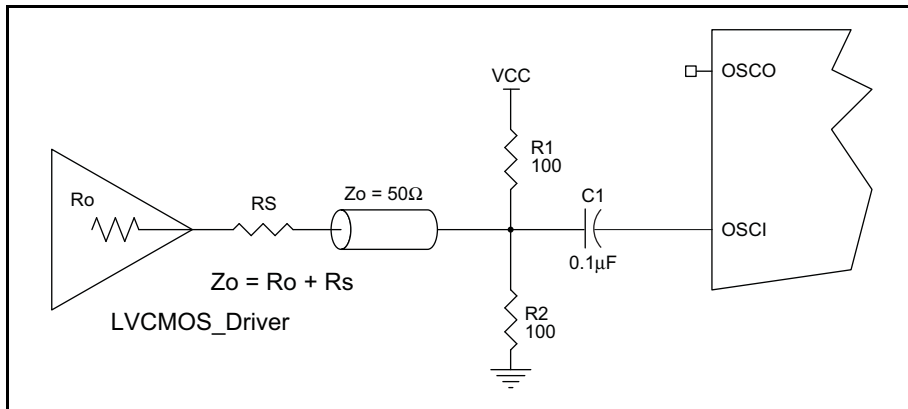 VCC
OSCO
R1
100
Ro
RS
Zo = 50Ω
C1
OSCI
0.1µF
Zo = Ro + Rs
LVCMOS_Driver
R2
100